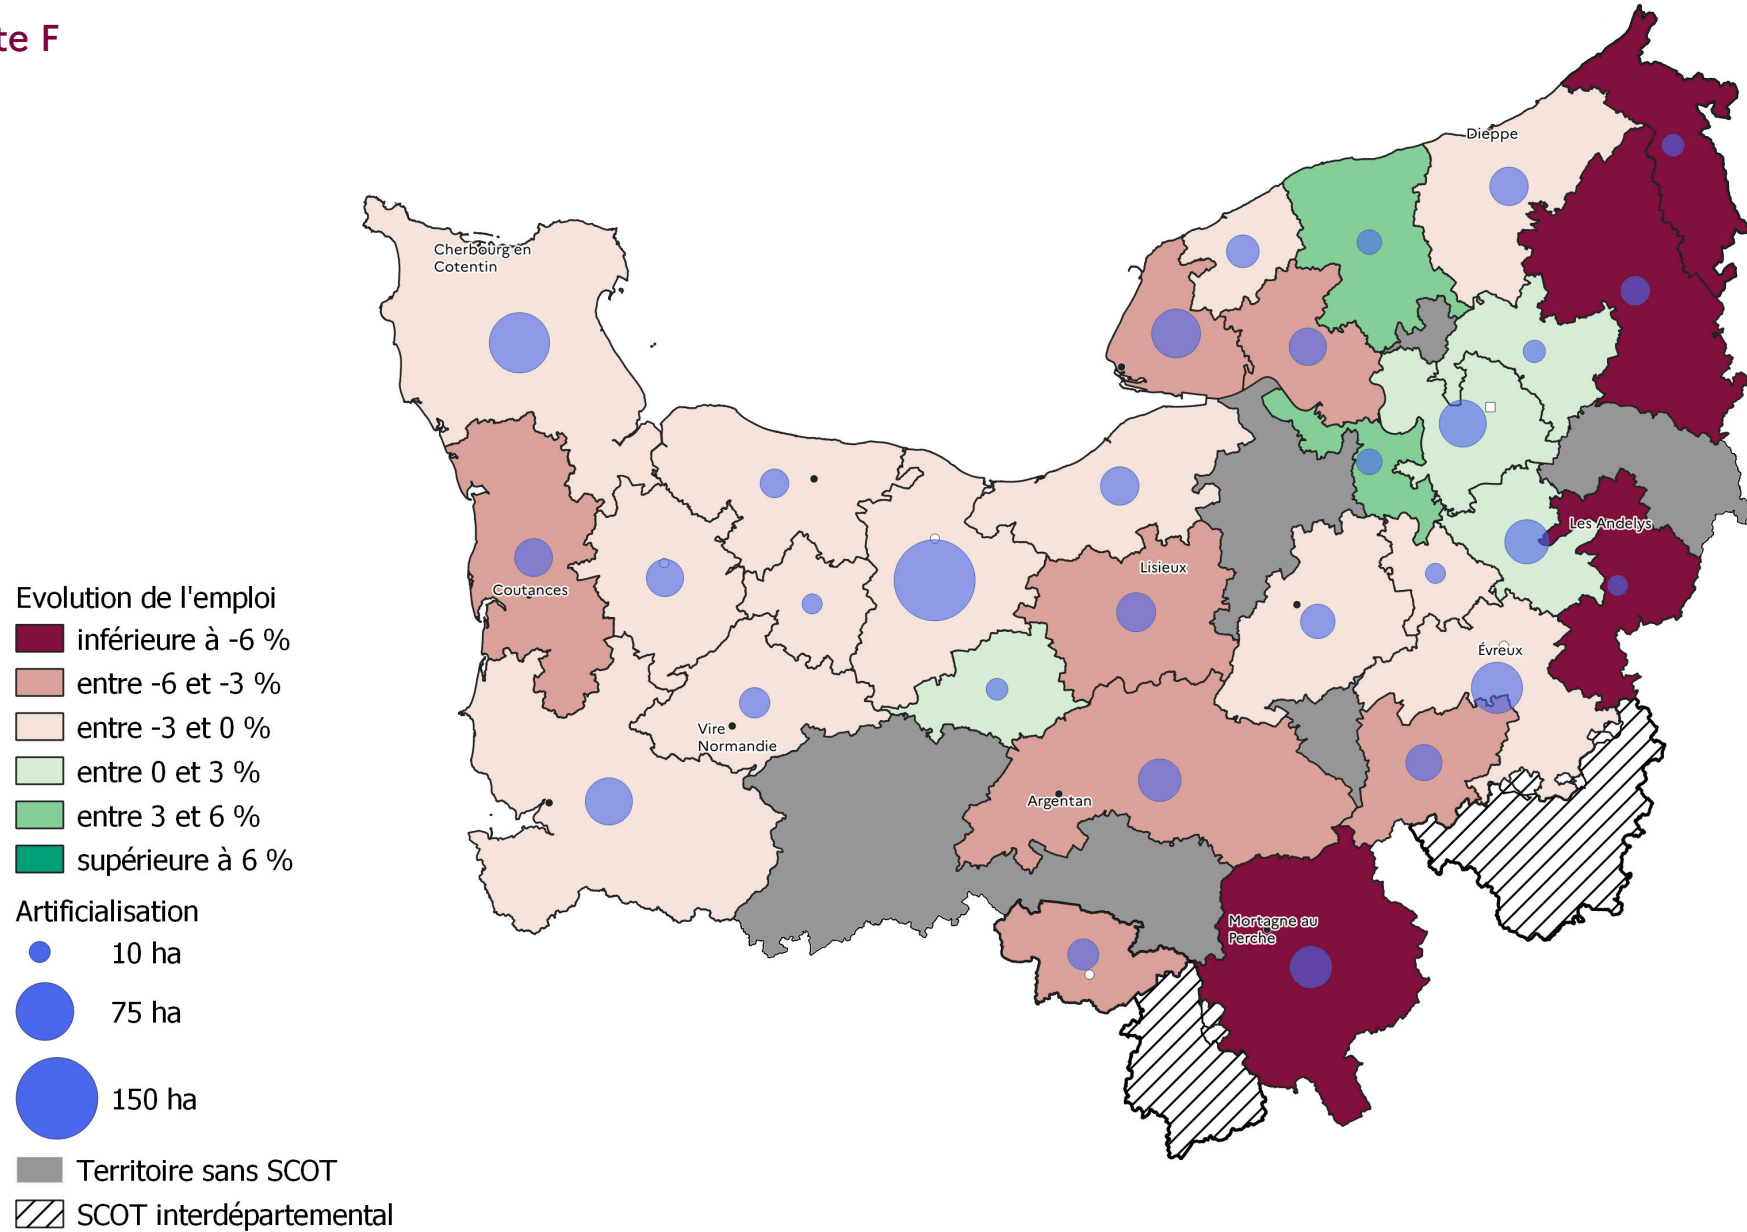 te F
Dieppe
Cherbourg en
Cotentin
Les Andelys
Lisieux
Coutances
Évreux
Vire
Normandie
Argentan
Mortagne au
Perche
Evolution de l'emploi
inférieure à -6 %
entre -6 et -3 %
entre -3 et 0 %
entre 0 et 3 %
entre 3 et 6 %
supérieure à 6 %
Artificialisation
10 ha
75 ha
150 ha
Territoire sans SCOT
SCOT interdépartemental